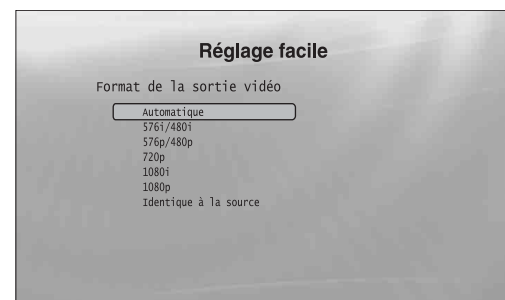 Réglage facile
Format de la sortie vidéo
Automatique
576i/480i
576p/480p
720p
1080i
1080p
Identique à la source